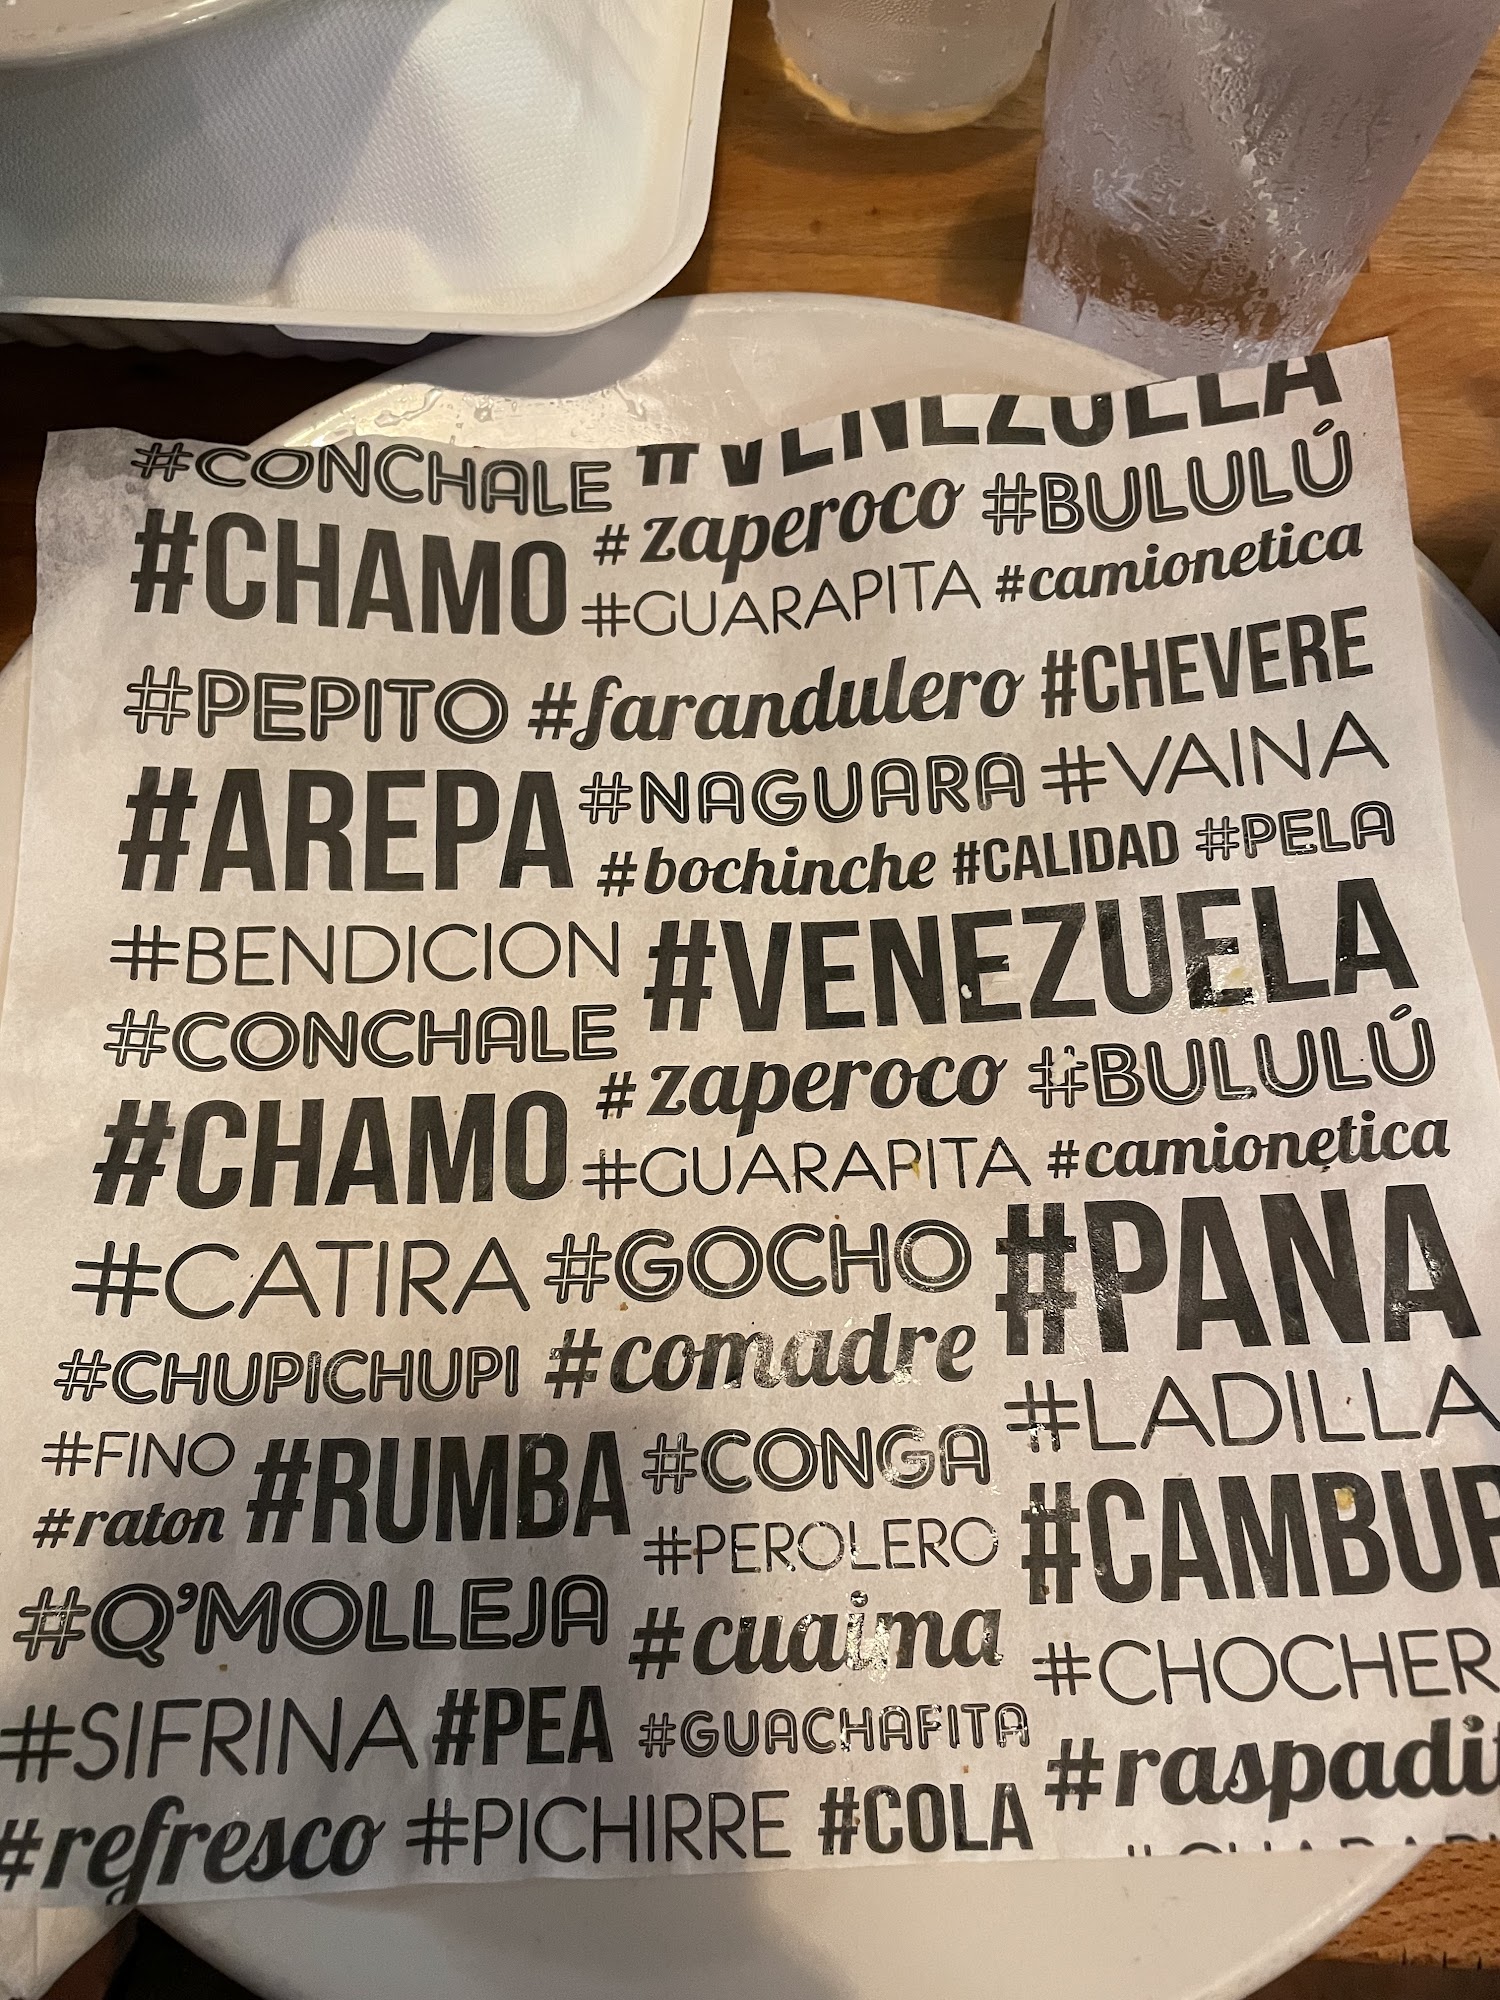 #CONCHALE #VENEZUELA
#CHAMO #zaperoco #BULULÚ
#GUARAPITA #camionetica
#PEPITO #farandulero #CHEVERE
#AREPA #NAGUARA #VAINA
#bochinche #CALIDAD #PELA
#BENDICION #VENEZUELA
#CONCHALE
#CHAMO #zaperoco #BULULÚ
#GUARAPITA #camionetica
#CATIRA #GOCHO #PANA
#CHUPICHUPI #comadre
#LADILLA
#FINO #RUMBA #CONGA
#raton #PEROLERO #CAMBUR
#Q'MOLLEJA #cuaima
#CHOCHER
#SIFRINA #PEA #GUACHAFITA
#raspadit
#refresco #PICHIRRE #COLA